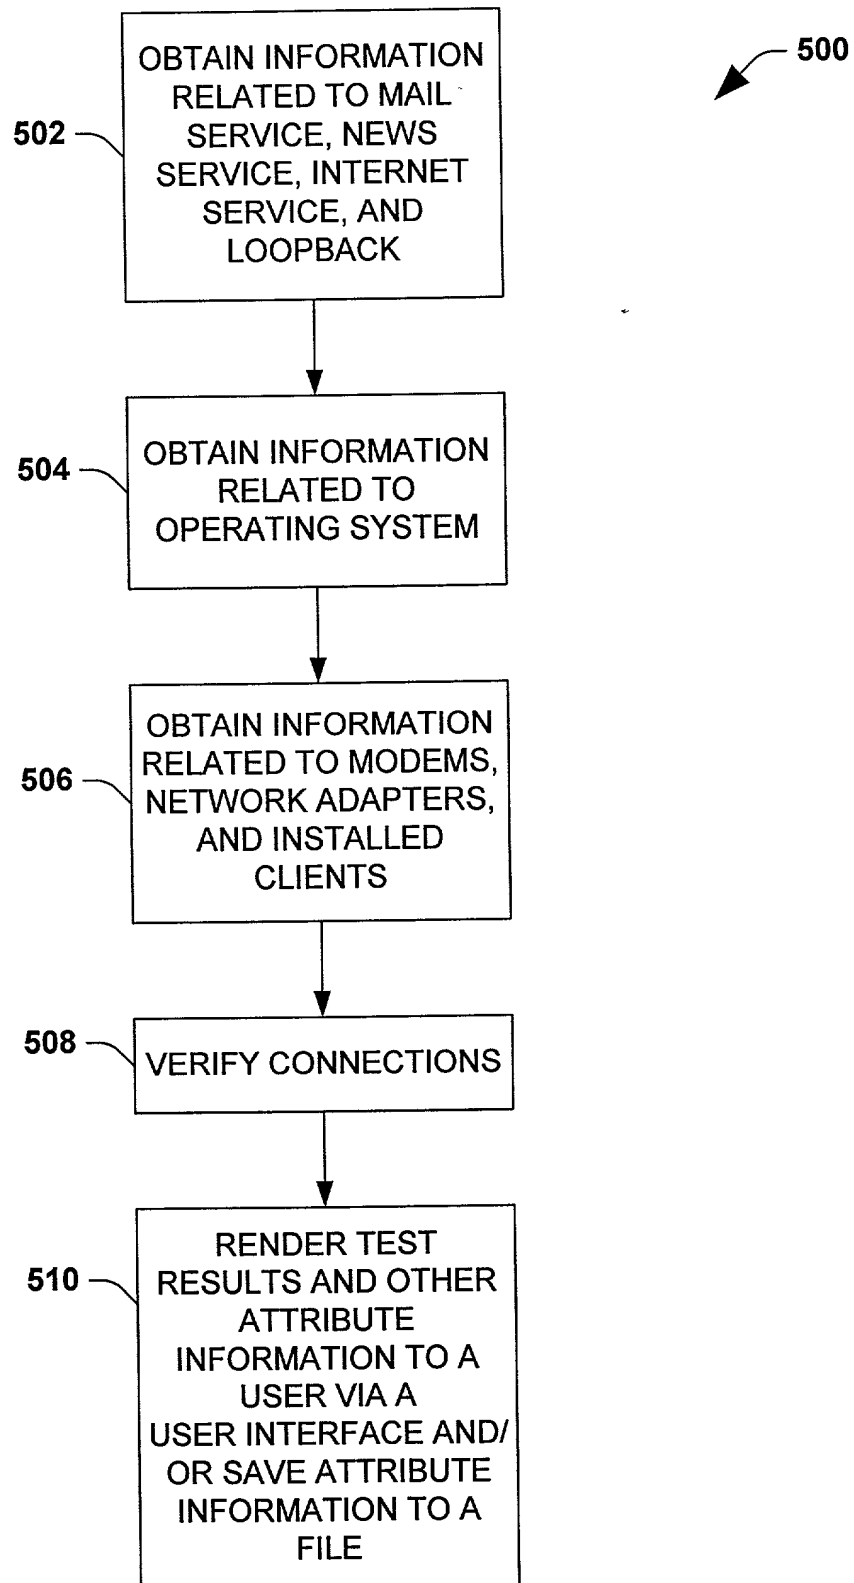 500
502
OBTAIN INFORMATION
RELATED TO MAIL
SERVICE, NEWS
SERVICE, INTERNET
SERVICE, AND
LOOPBACK
504
OBTAIN INFORMATION
RELATED TO
OPERATING SYSTEM
506
OBTAIN INFORMATION
RELATED TO MODEMS,
NETWORK ADAPTERS,
AND INSTALLED
CLIENTS
508
VERIFY CONNECTIONS
510
RENDER TEST
RESULTS AND OTHER
ATTRIBUTE
INFORMATION TO A
USER VIA A
USER INTERFACE AND/
OR SAVE ATTRIBUTE
INFORMATION TO A
FILE